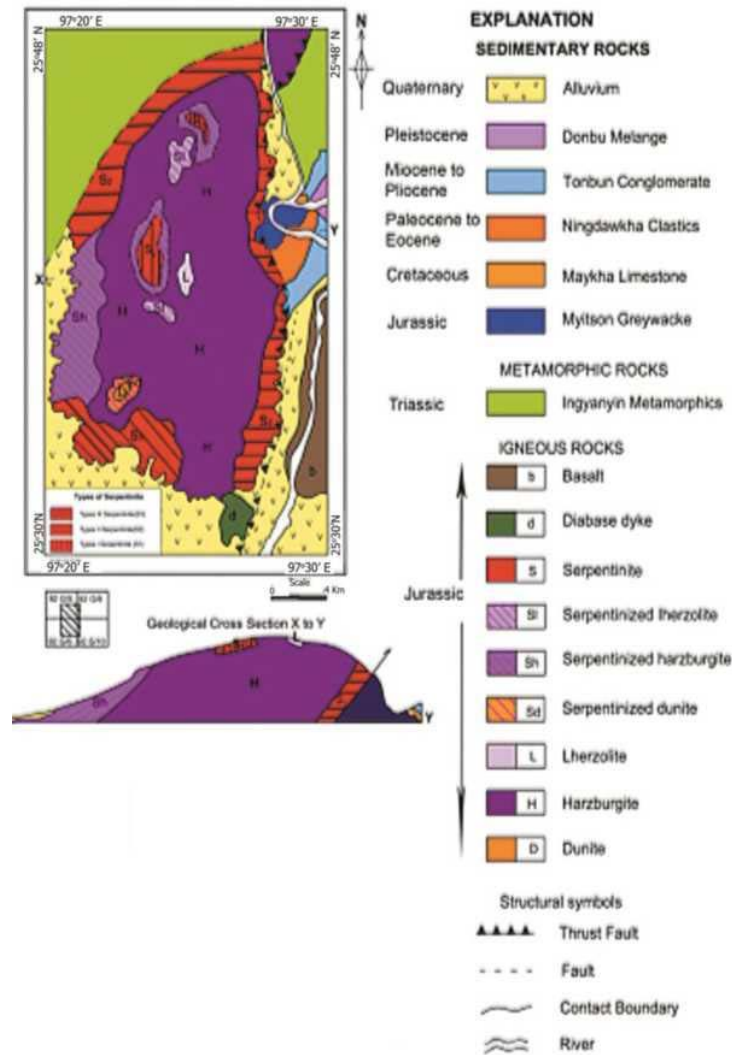 97°20' E
97°30' E
N
25°48' N
25°48' N
S₂
H
L
X
Y
Sh
H
H
H
b
d
Types of Serpentinite
25°30'N
25°30'N
97°20' E
97°30' E
Scale
4 Km
Geological Cross Section X to Y
L
H
Sh
Y
EXPLANATION
SEDIMENTARY ROCKS
Quaternary Alluvium
Pleistocene Donbu Melange
Miocene to
Pliocene
Tonbun Conglomerate
Paleocene to
Eocene
Ningdawkha Clastics
Cretaceous Maykha Limestone
Jurassic Myitson Greywacke
METAMORPHIC ROCKS
Triassic Ingyanyin Metamorphics
IGNEOUS ROCKS
b Basalt
d Diabase dyke
S Serpentinite
Jurassic
Sl Serpentinized lherzolite
Sh Serpentinized harzburgite
Sd Serpentinized dunite
L Lherzolite
H Harzburgite
D Dunite
Structural symbols
Thrust Fault
Fault
Contact Boundary
River